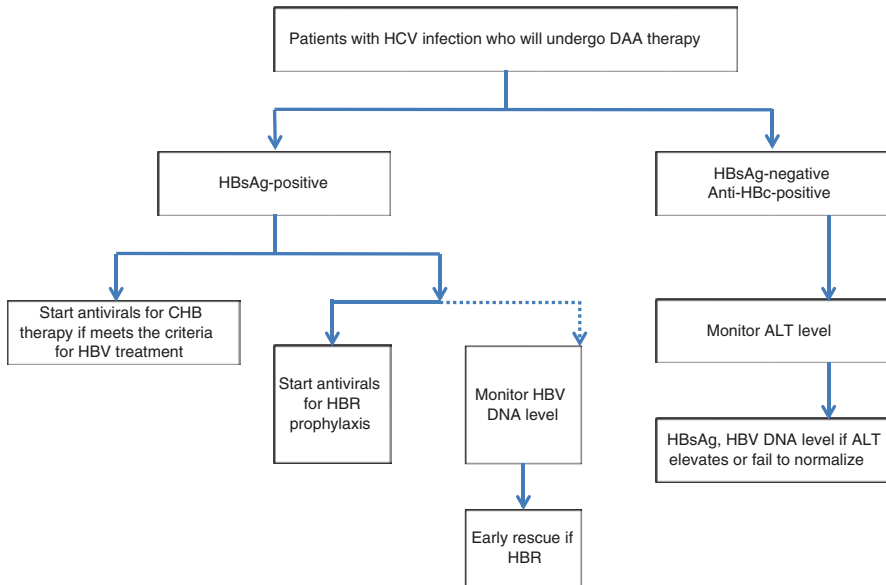 Patients with HCV infection who will undergo DAA therapy
HBsAg-positive
HBsAg-negative
Anti-HBc-positive
Start antivirals for CHB
therapy if meets the criteria
for HBV treatment
Start antivirals
for HBR
prophylaxis
Monitor HBV
DNA level
Monitor ALT level
HBsAg, HBV DNA level if ALT
elevates or fail to normalize
Early rescue if
HBR